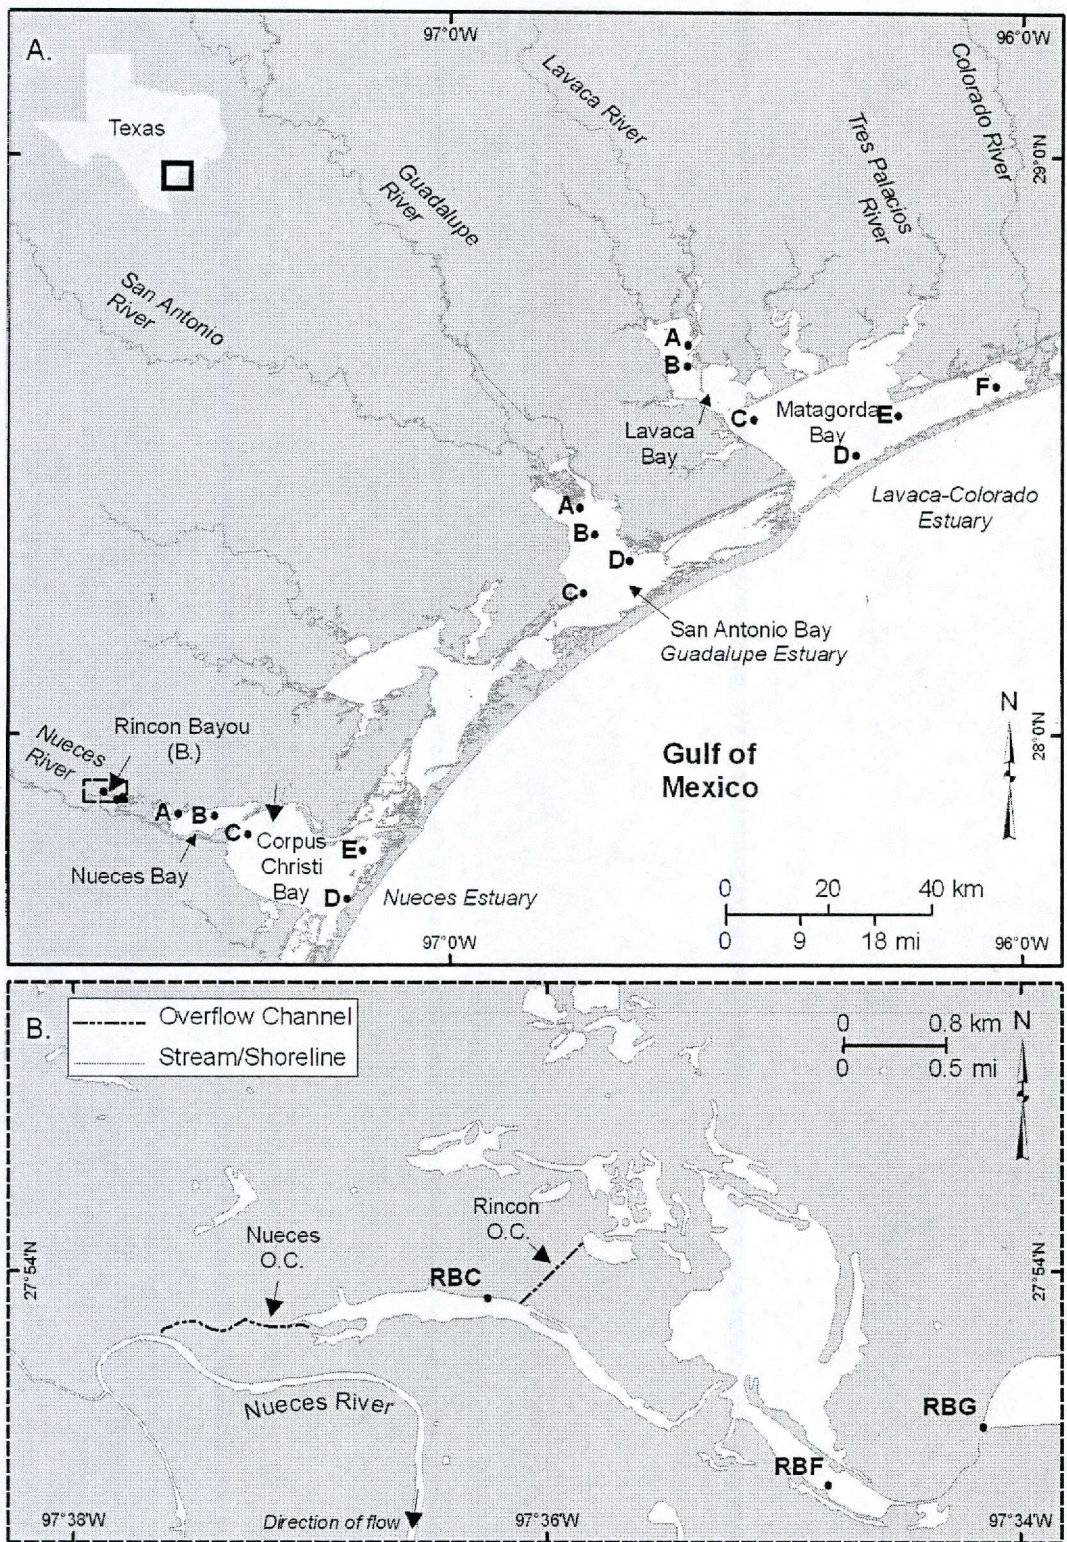 A.
97°0'W
96°0'W
Texas
Lavaca River
Colorado River
Tres Palacios
River
29°0'N
Guadalupe
River
San Antonio
River
A
B
C
Lavaca
Bay
Matagorda
Bay
D
E
F
Lavaca-Colorado
Estuary
A
B
D
C
San Antonio Bay
Guadalupe Estuary
Rincon Bayou
(B.)
Nueces
River
Gulf of
Mexico
N
28°0'N
A
B
C
Corpus
Christi
Bay
E
D
Nueces Bay
Nueces Estuary
0 20 40 km
0 9 18 mi
97°0'W
96°0'W
B.
Overflow Channel
Stream/Shoreline
0 0.8 km
0 0.5 mi
N
27°54'N
Nueces
O.C.
Rincon
O.C.
RBC
27°54'N
Nueces River
RBG
RBF
Direction of flow
97°38'W
97°36'W
97°34'W